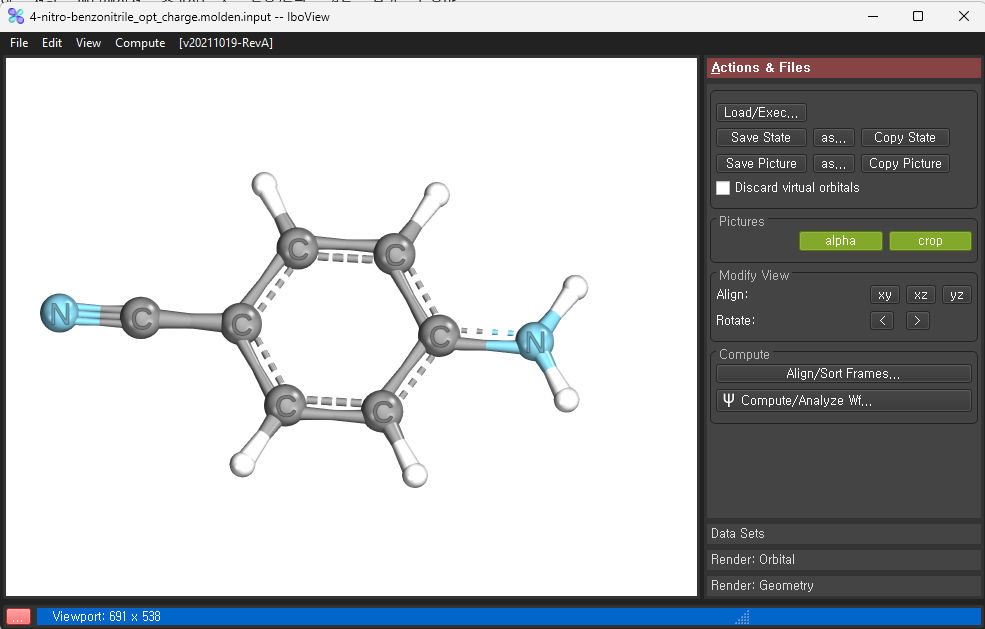 4-nitro-benzonitrile_opt_charge.molden.input -- IboView
File Edit View Compute [v20211019-RevA]
Actions & Files
Load/Exec...
Save State as... Copy State
Save Picture as... Copy Picture
Discard virtual orbitals
Pictures
alpha crop
Modify View
Align: xy xz yz
Rotate: < >
Compute
Align/Sort Frames...
Ψ Compute/Analyze Wf...
C C
N C C C N
C C
Data Sets
Render: Orbital
Render: Geometry
... Viewport: 691 x 538